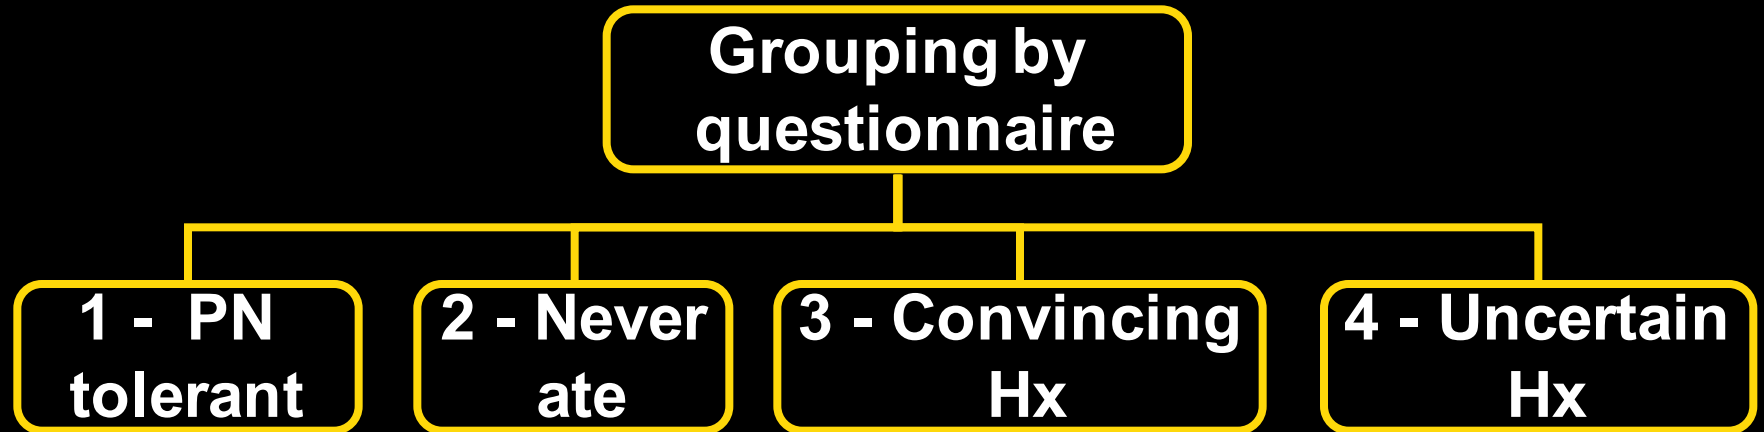 Grouping by
questionnaire
1 - PN
tolerant
2 - Never
ate
3 - Convincing
Hx
4 - Uncertain
Hx